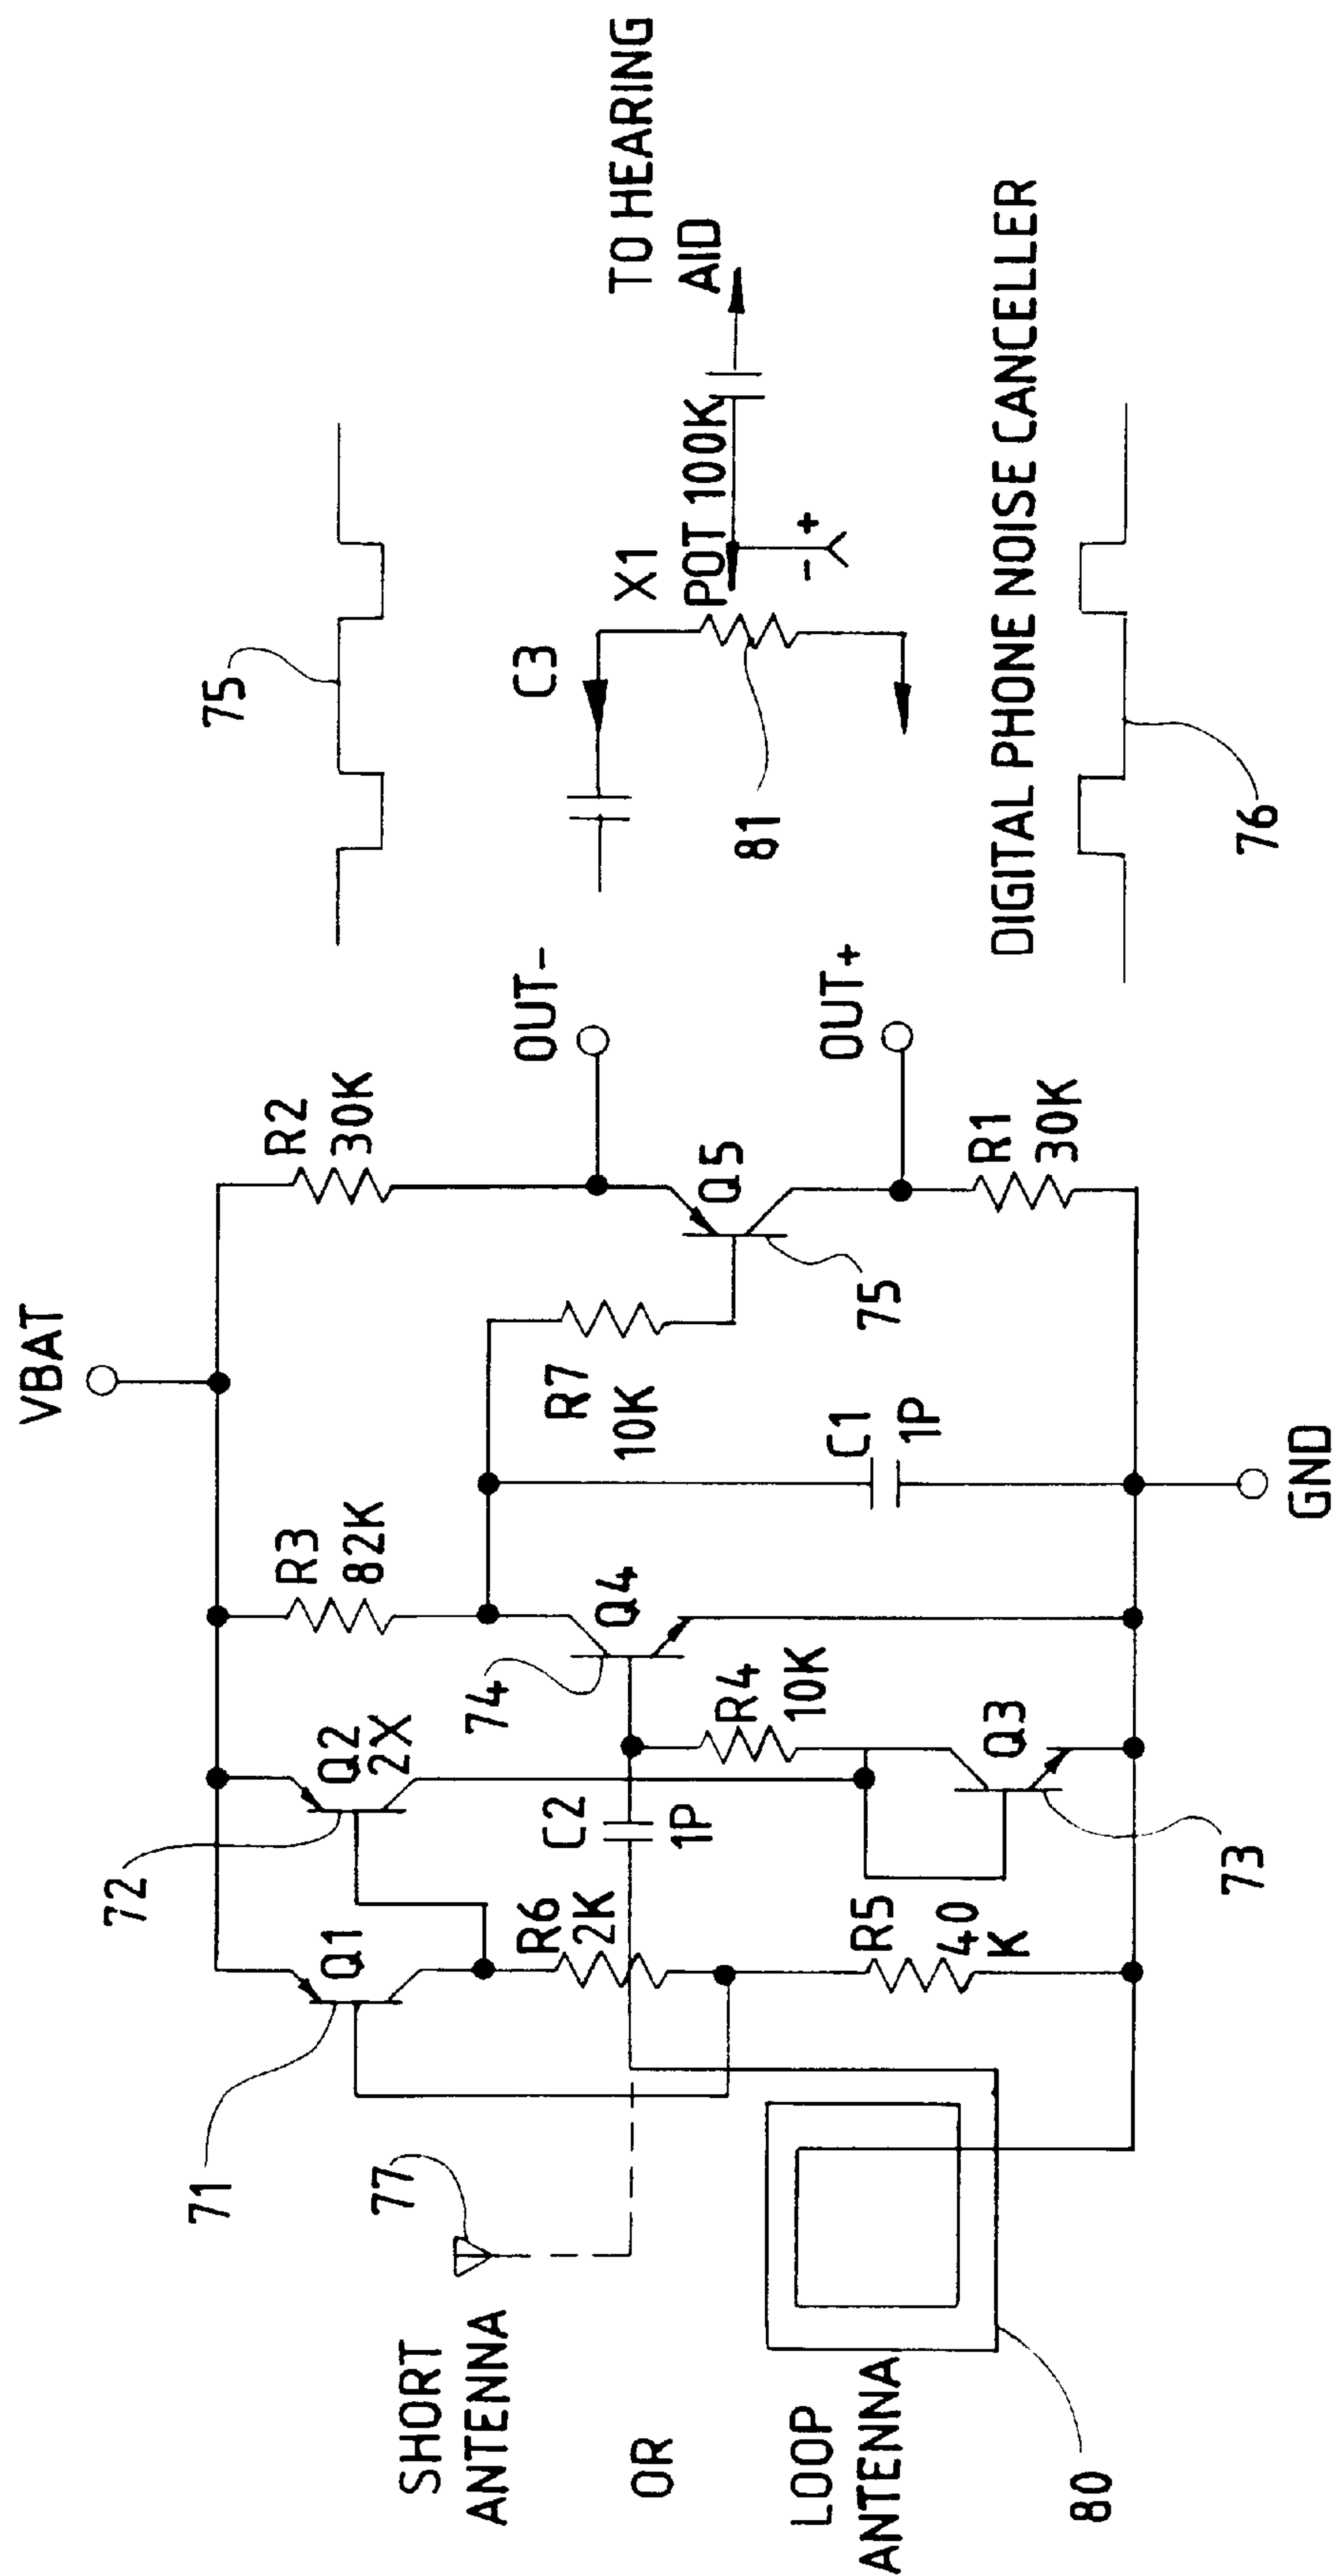 VBAT
72
71
Q1
Q2
2X
R3
82K
R2
30K
75
77
SHORT
ANTENNA
OR
LOOP
ANTENNA
80
R6
2K
C2
1P
74
Q4
R4
10K
R5
40
K
Q3
73
R7
10K
C1
1P
GND
Q5
75
OUT-
OUT+
R1
30K
C3
X1
POT 100K
- +
81
TO HEARING
AID
DIGITAL PHONE NOISE CANCELLER
76